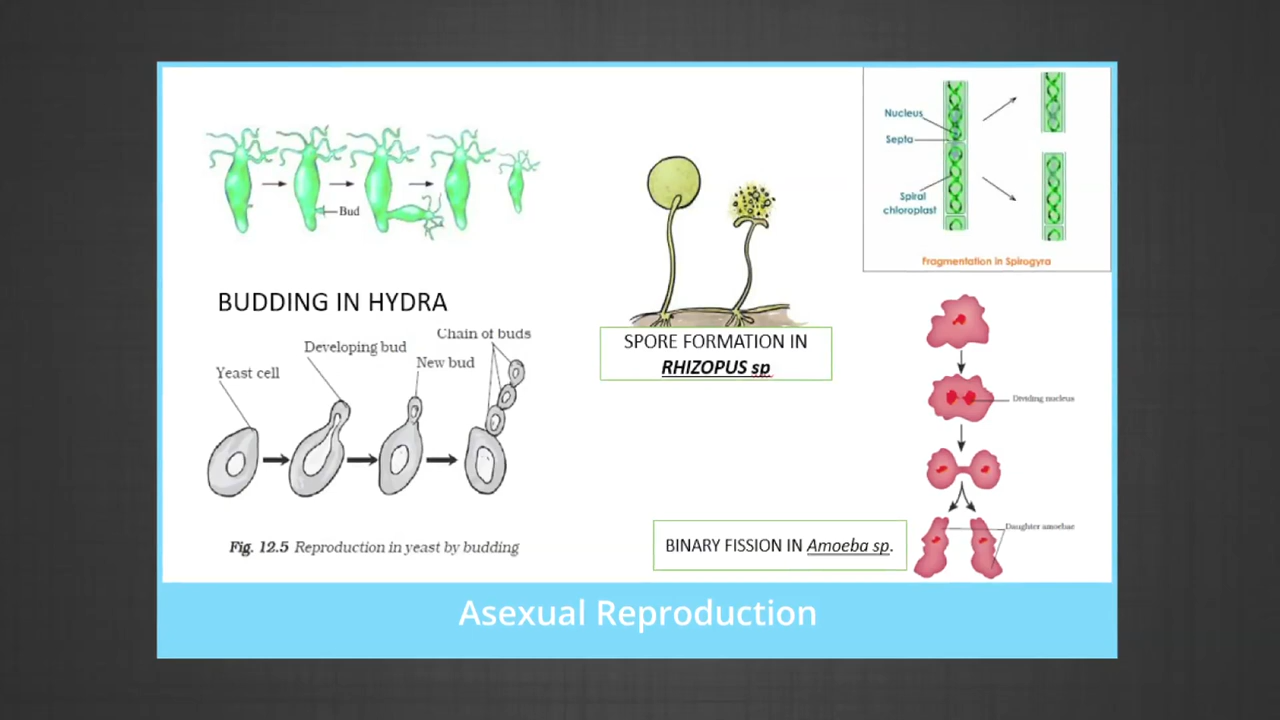 Bud
BUDDING IN HYDRA
Yeast cell
Developing bud
New bud
Chain of buds
Fig. 12.5 Reproduction in yeast by budding
SPORE FORMATION IN
RHIZOPUS sp
Nucleus
Septa
Spiral
chloroplast
Fragmentation in Spirogyra
Dividing nucleus
Daughter amoebae
BINARY FISSION IN Amoeba sp.
Asexual Reproduction